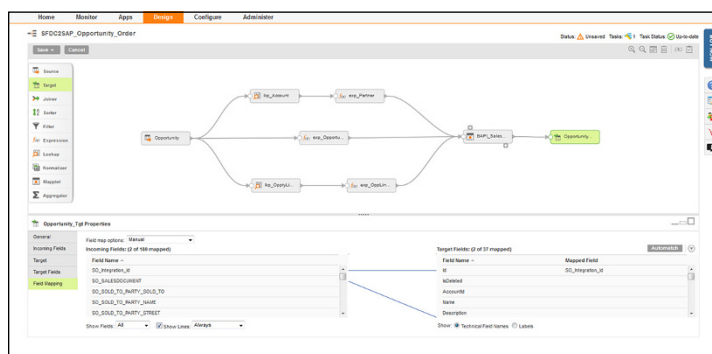 Home Monitor Apps Design Configure Administer
SFDC2SAP_Opportunity_Order
Status: Unsaved Tasks: 1 Task Status: Up-to-date
Save Cancel
Source
Target
Joiner
Sorter
Filter
Expression
Lookup
Normalizer
Mapplet
Aggregator
lkp_Account
exp_Partner
Opportunity
exp_Opportu...
BAPI_Sales...
Opportunity...
lkp_OpptyLi...
exp_OppLin...
Opportunity_Tgt Properties
General
Incoming Fields
Target
Target Fields
Field Mapping
Field map options: Manual
Incoming Fields: (2 of 188 mapped)
Field Name
SO_Integration_id
SO_SALESDOCUMENT
SO_SOLD_TO_PARTY_SOLD_TO
SO_SOLD_TO_PARTY_NAME
SO_SOLD_TO_PARTY_STREET
Show Fields: All Show Lines: Always
Target Fields: (2 of 37 mapped)
Automatch
Field Name Mapped Field
Id SO_Integration_id
IsDeleted
AccountId
Name
Description
Show: Technical Field Names Labels